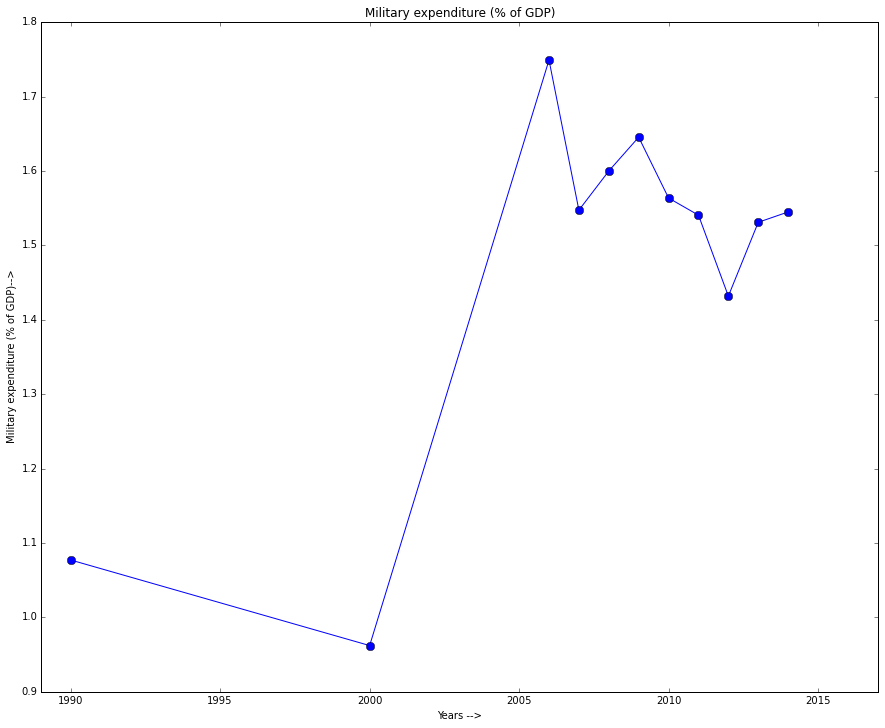 Military expenditure (% of GDP)
1.8
1.7
1.6
1.5
1.4
1.3
1.2
1.1
1.0
0.9
Military expenditure (% of GDP)-->
1990 1995 2000 2005 2010 2015
Years -->